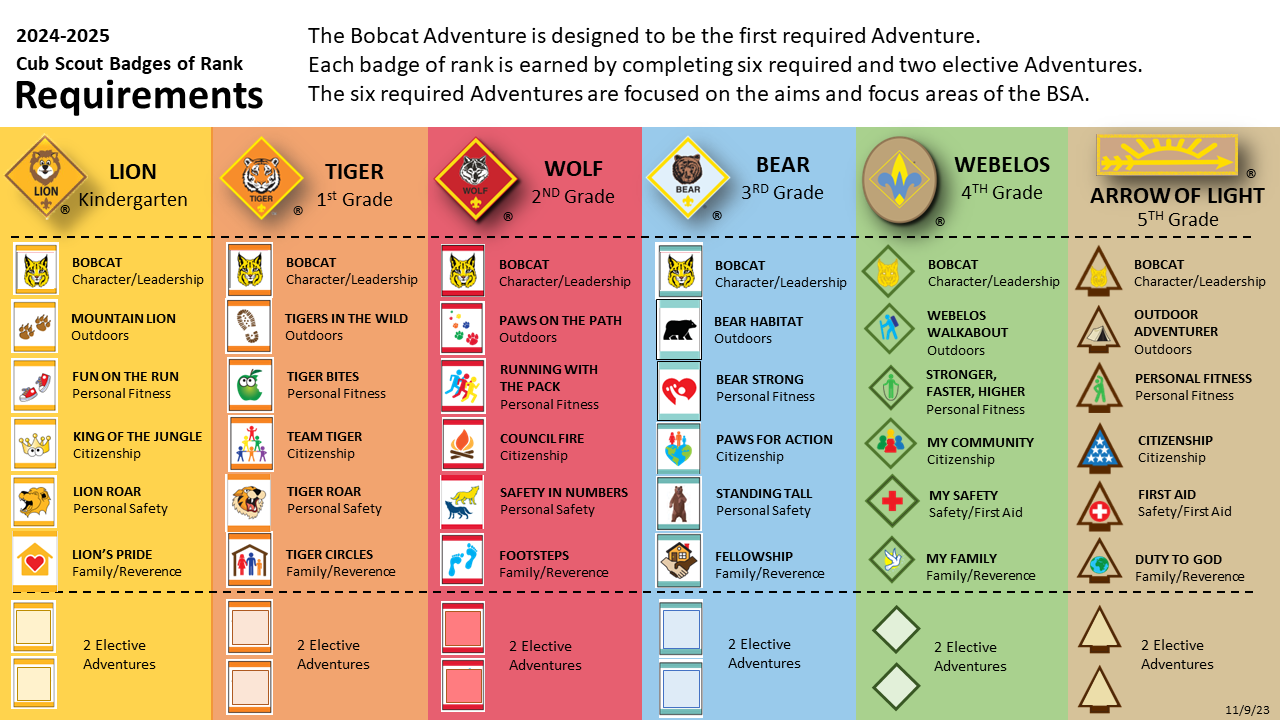 2024-2025
Cub Scout Badges of Rank
Requirements
The Bobcat Adventure is designed to be the first required Adventure.
Each badge of rank is earned by completing six required and two elective Adventures.
The six required Adventures are focused on the aims and focus areas of the BSA.
LION
®
LION
Kindergarten
BOBCAT
Character/Leadership
MOUNTAIN LION
Outdoors
FUN ON THE RUN
Personal Fitness
KING OF THE JUNGLE
Citizenship
LION ROAR
Personal Safety
LION’S PRIDE
Family/Reverence
2 Elective
Adventures
TIGER
®
TIGER
1st Grade
BOBCAT
Character/Leadership
TIGERS IN THE WILD
Outdoors
TIGER BITES
Personal Fitness
TEAM TIGER
Citizenship
TIGER ROAR
Personal Safety
TIGER CIRCLES
Family/Reverence
2 Elective
Adventures
WOLF
®
WOLF
2ND Grade
BOBCAT
Character/Leadership
PAWS ON THE PATH
Outdoors
RUNNING WITH
THE PACK
Personal Fitness
COUNCIL FIRE
Citizenship
SAFETY IN NUMBERS
Personal Safety
FOOTSTEPS
Family/Reverence
2 Elective
Adventures
BEAR
®
BEAR
3RD Grade
BOBCAT
Character/Leadership
BEAR HABITAT
Outdoors
BEAR STRONG
Personal Fitness
PAWS FOR ACTION
Citizenship
STANDING TALL
Personal Safety
FELLOWSHIP
Family/Reverence
2 Elective
Adventures
®
WEBELOS
4TH Grade
BOBCAT
Character/Leadership
WEBELOS
WALKABOUT
Outdoors
STRONGER,
FASTER, HIGHER
Personal Fitness
MY COMMUNITY
Citizenship
MY SAFETY
Safety/First Aid
MY FAMILY
Family/Reverence
2 Elective
Adventures
®
ARROW OF LIGHT
5TH Grade
BOBCAT
Character/Leadership
OUTDOOR
ADVENTURER
Outdoors
PERSONAL FITNESS
Personal Fitness
CITIZENSHIP
Citizenship
FIRST AID
Safety/First Aid
DUTY TO GOD
Family/Reverence
2 Elective
Adventures
11/9/23